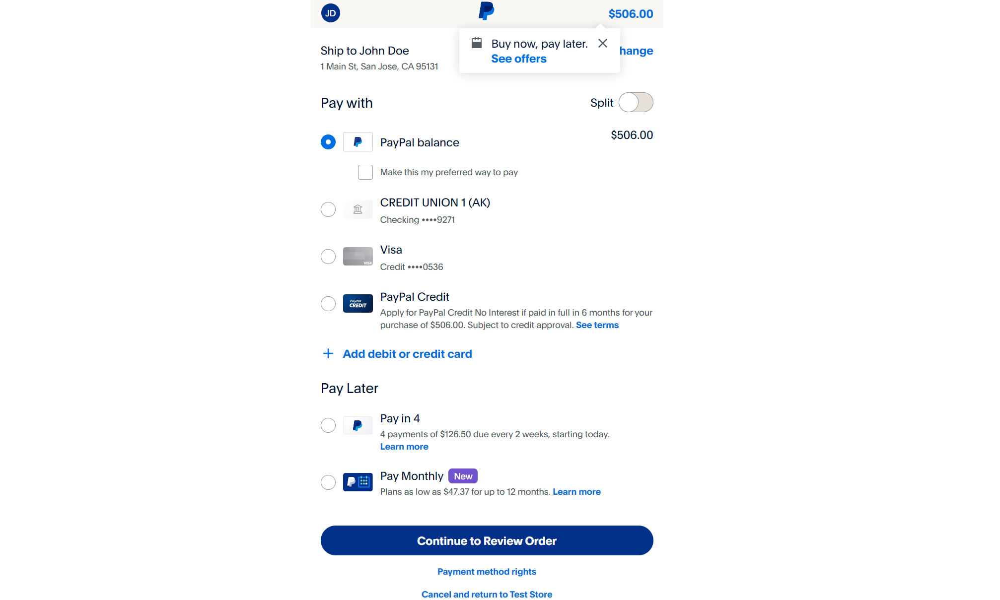 JD
$506.00
Buy now, pay later.
See offers
Ship to John Doe
hange
1 Main St, San Jose, CA 95131
Pay with
Split
PayPal balance
$506.00
Make this my preferred way to pay
CREDIT UNION 1 (AK)
Checking ••••9271
Visa
VISA
Credit ••••0536
PayPal Credit
PayPal
CREDIT
Apply for PayPal Credit No Interest if paid in full in 6 months for your
purchase of $506.00. Subject to credit approval. See terms
Add debit or credit card
Pay Later
Pay in 4
4 payments of $126.50 due every 2 weeks, starting today.
Learn more
Pay Monthly New
Plans as low as $47.37 for up to 12 months. Learn more
Continue to Review Order
Payment method rights
Cancel and return to Test Store